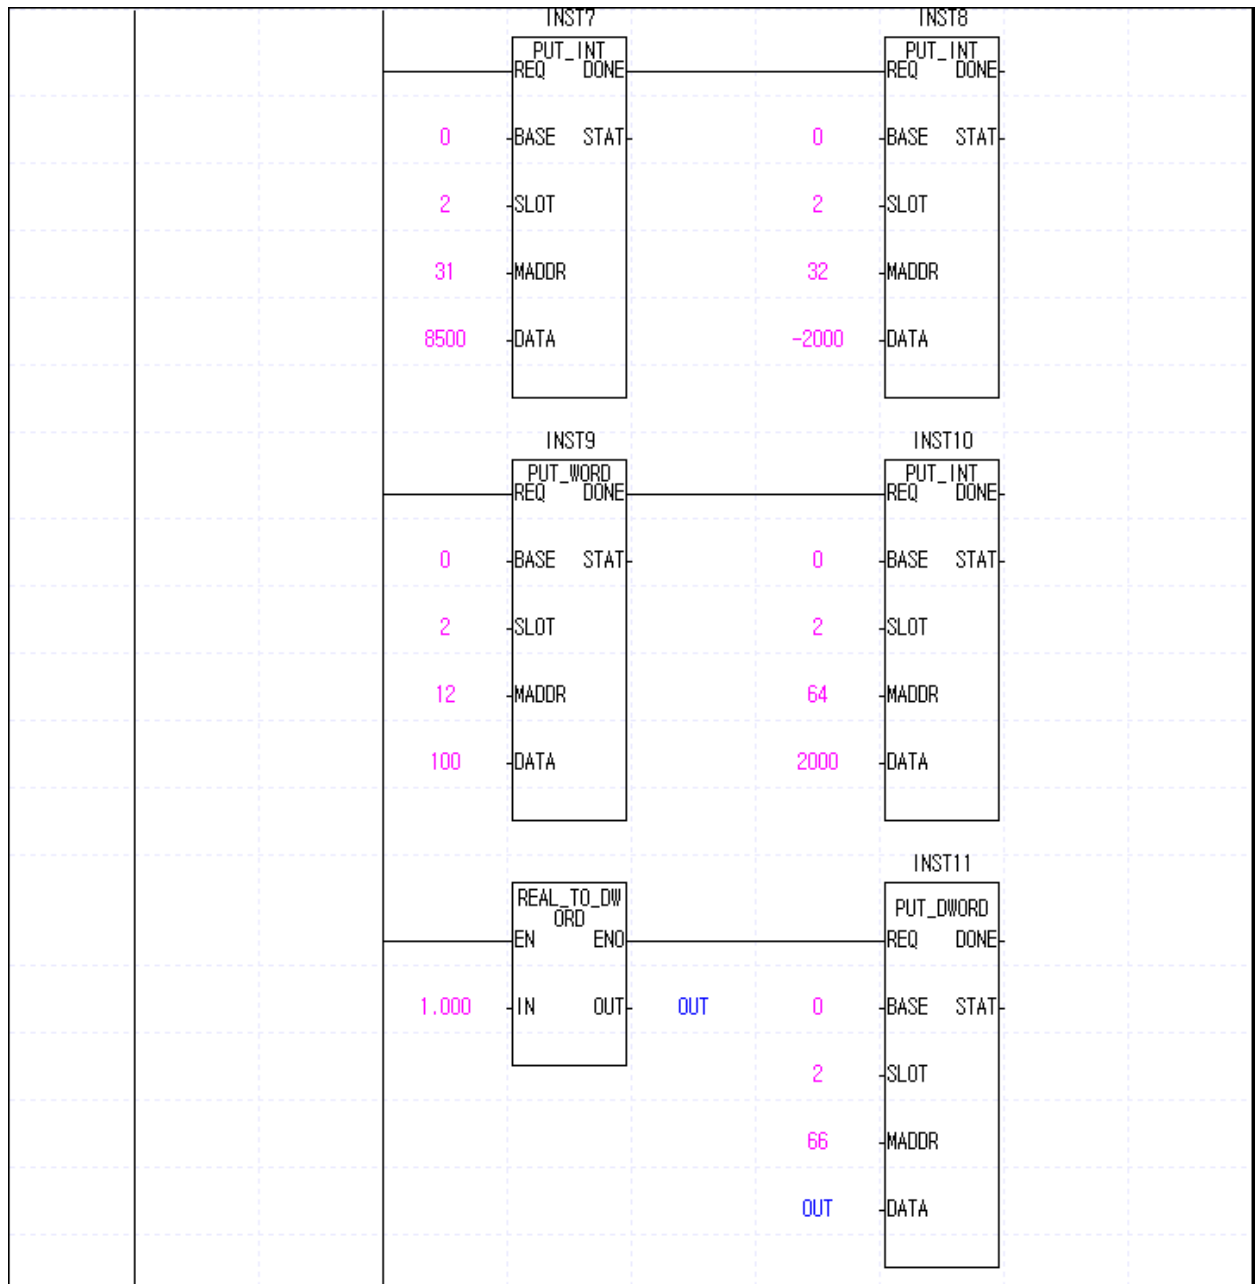 INST7 INST8
PUT_INT PUT_INT
REQ DONE REQ DONE
0 BASE STAT 0 BASE STAT
2 SLOT 2 SLOT
31 MADDR 32 MADDR
8500 DATA -2000 DATA
INST9 INST10
PUT_WORD PUT_INT
REQ DONE REQ DONE
0 BASE STAT 0 BASE STAT
2 SLOT 2 SLOT
12 MADDR 64 MADDR
100 DATA 2000 DATA
INST11
REAL_TO_DW
ORD PUT_DWORD
EN ENO REQ DONE
1.000 IN OUT OUT 0 BASE STAT
2 SLOT
66 MADDR
OUT DATA